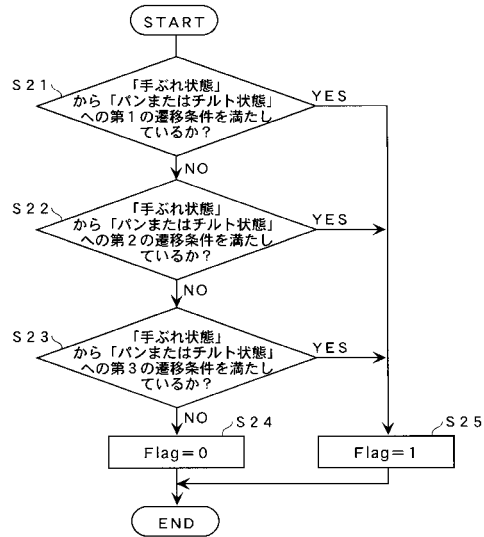 START
S21
「手ぶれ状態」
から「パンまたはチルト状態」
への第1の遷移条件を満たし
ているか?
YES
NO
S22
「手ぶれ状態」
から「パンまたはチルト状態」
への第2の遷移条件を満たし
ているか?
YES
NO
S23
「手ぶれ状態」
から「パンまたはチルト状態」
への第3の遷移条件を満たし
ているか?
YES
NO
S24
Flag=0
S25
Flag=1
END